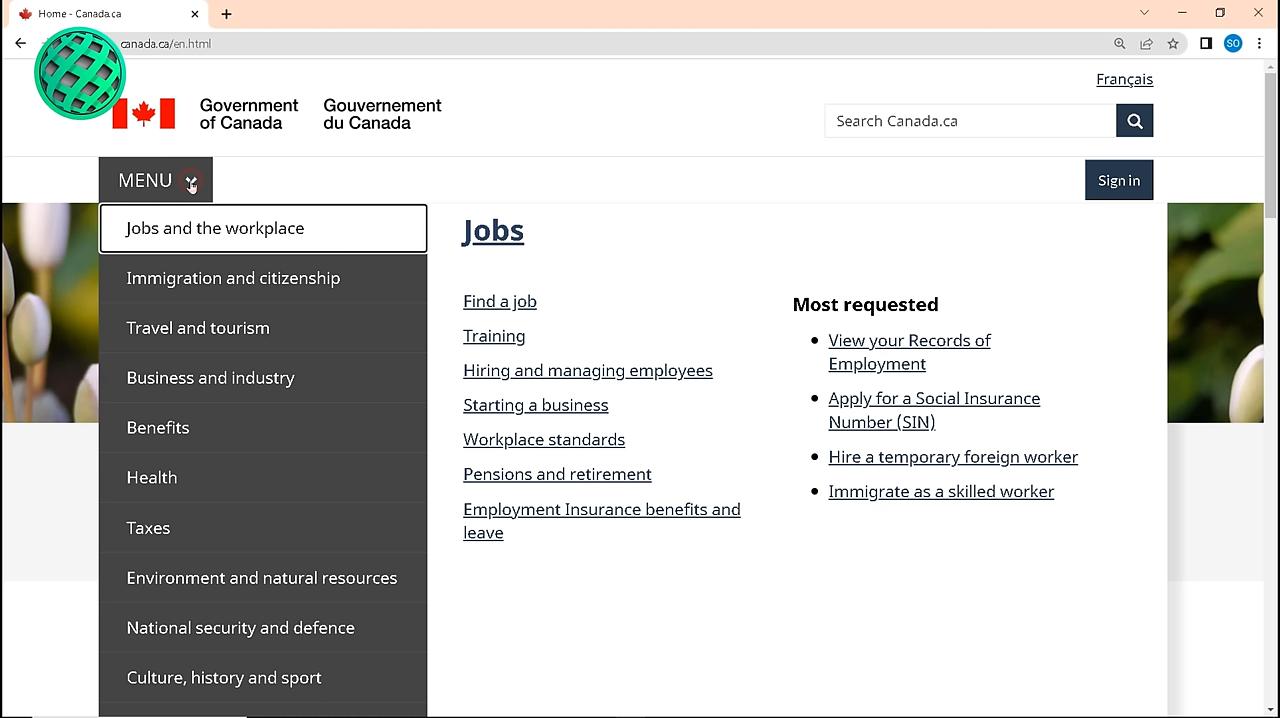 Home - Canada.ca
canada.ca/en.html
SO
Français
Government
of Canada
Gouvernement
du Canada
Search Canada.ca
MENU
Sign in
Jobs and the workplace
Immigration and citizenship
Travel and tourism
Business and industry
Benefits
Health
Taxes
Environment and natural resources
National security and defence
Culture, history and sport
Jobs
Find a job
Training
Hiring and managing employees
Starting a business
Workplace standards
Pensions and retirement
Employment Insurance benefits and
leave
Most requested
View your Records of
Employment
Apply for a Social Insurance
Number (SIN)
Hire a temporary foreign worker
Immigrate as a skilled worker